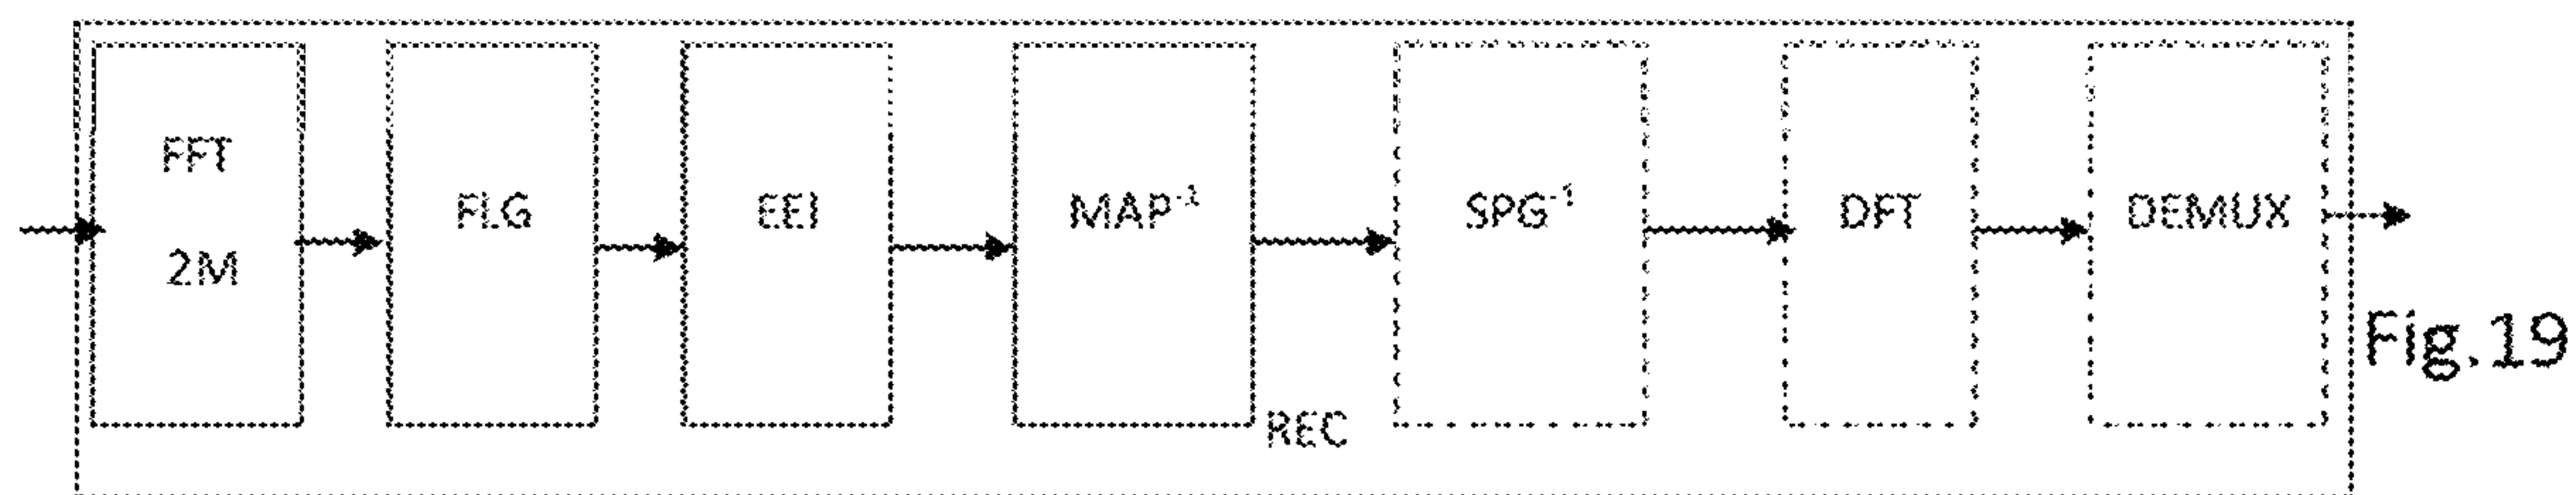 FFT
2M
FLG
EEI
MAP⁻¹
SPG⁻¹
DFT
DEMUX
REC
Fig.19